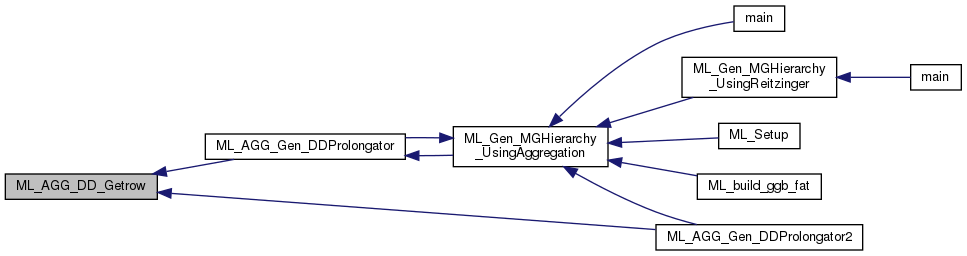 main
ML_Gen_MGHierarchy
_UsingReitzinger
main
ML_Gen_MGHierarchy
_UsingAggregation
ML_Setup
ML_AGG_Gen_DDProlongator
ML_AGG_DD_Getrow
ML_build_ggb_fat
ML_AGG_Gen_DDProlongator2